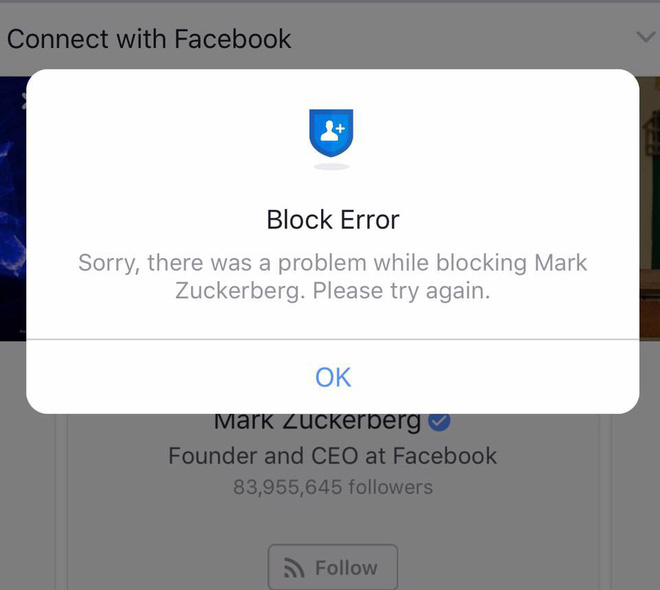 Connect with Facebook
Block Error
Sorry, there was a problem while blocking Mark
Zuckerberg. Please try again.
OK
Mark Zuckerberg
Founder and CEO at Facebook
83,955,645 followers
Follow